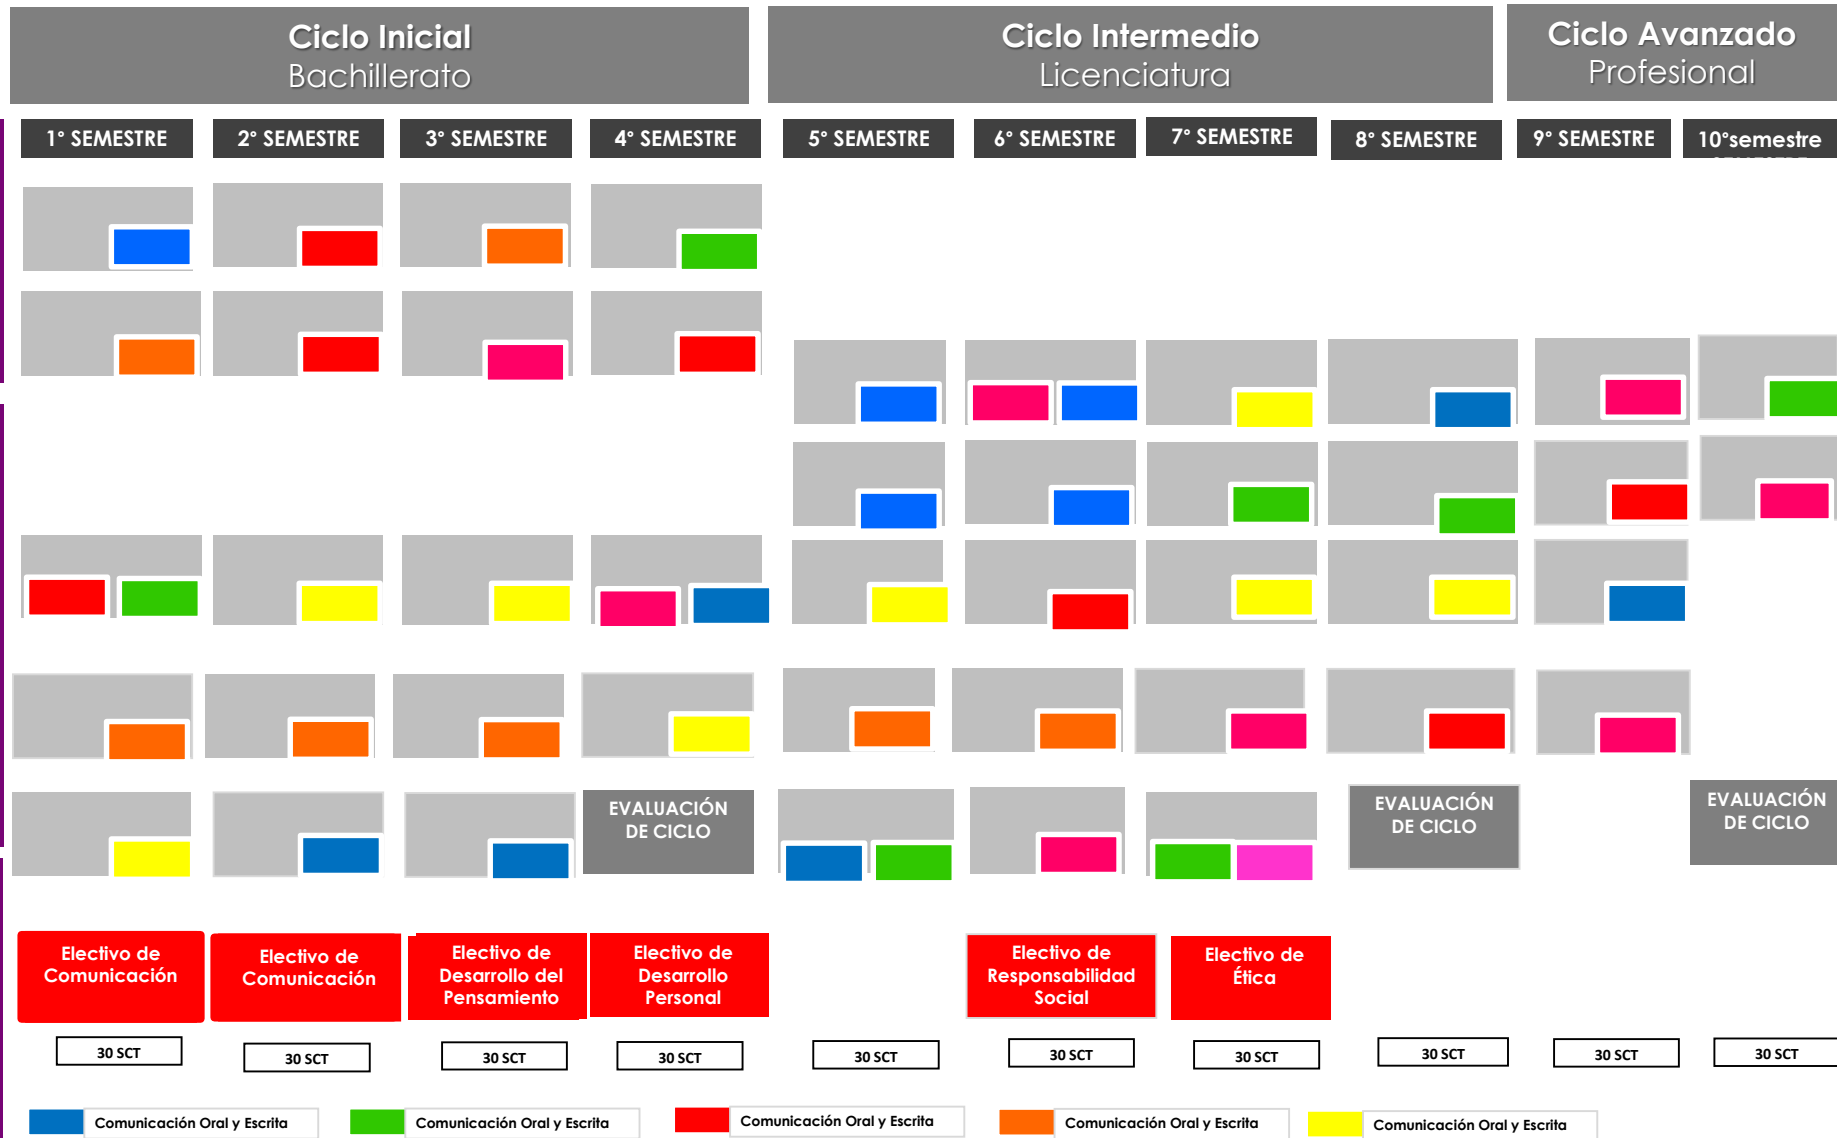 Ciclo Inicial
Bachillerato
Ciclo Intermedio
Licenciatura
Ciclo Avanzado
Profesional
1° SEMESTRE
2° SEMESTRE
3° SEMESTRE
4° SEMESTRE
5° SEMESTRE
6° SEMESTRE
7° SEMESTRE
8° SEMESTRE
9° SEMESTRE
10°semestre
SEMESTRE
EVALUACIÓN
DE CICLO
EVALUACIÓN
DE CICLO
EVALUACIÓN
DE CICLO
Electivo de
Comunicación
Electivo de
Comunicación
Electivo de
Desarrollo del
Pensamiento
Electivo de
Desarrollo
Personal
Electivo de
Responsabilidad
Social
Electivo de
Ética
30 SCT
30 SCT
30 SCT
30 SCT
30 SCT
30 SCT
30 SCT
30 SCT
30 SCT
30 SCT
Comunicación Oral y Escrita
Comunicación Oral y Escrita
Comunicación Oral y Escrita
Comunicación Oral y Escrita
Comunicación Oral y Escrita